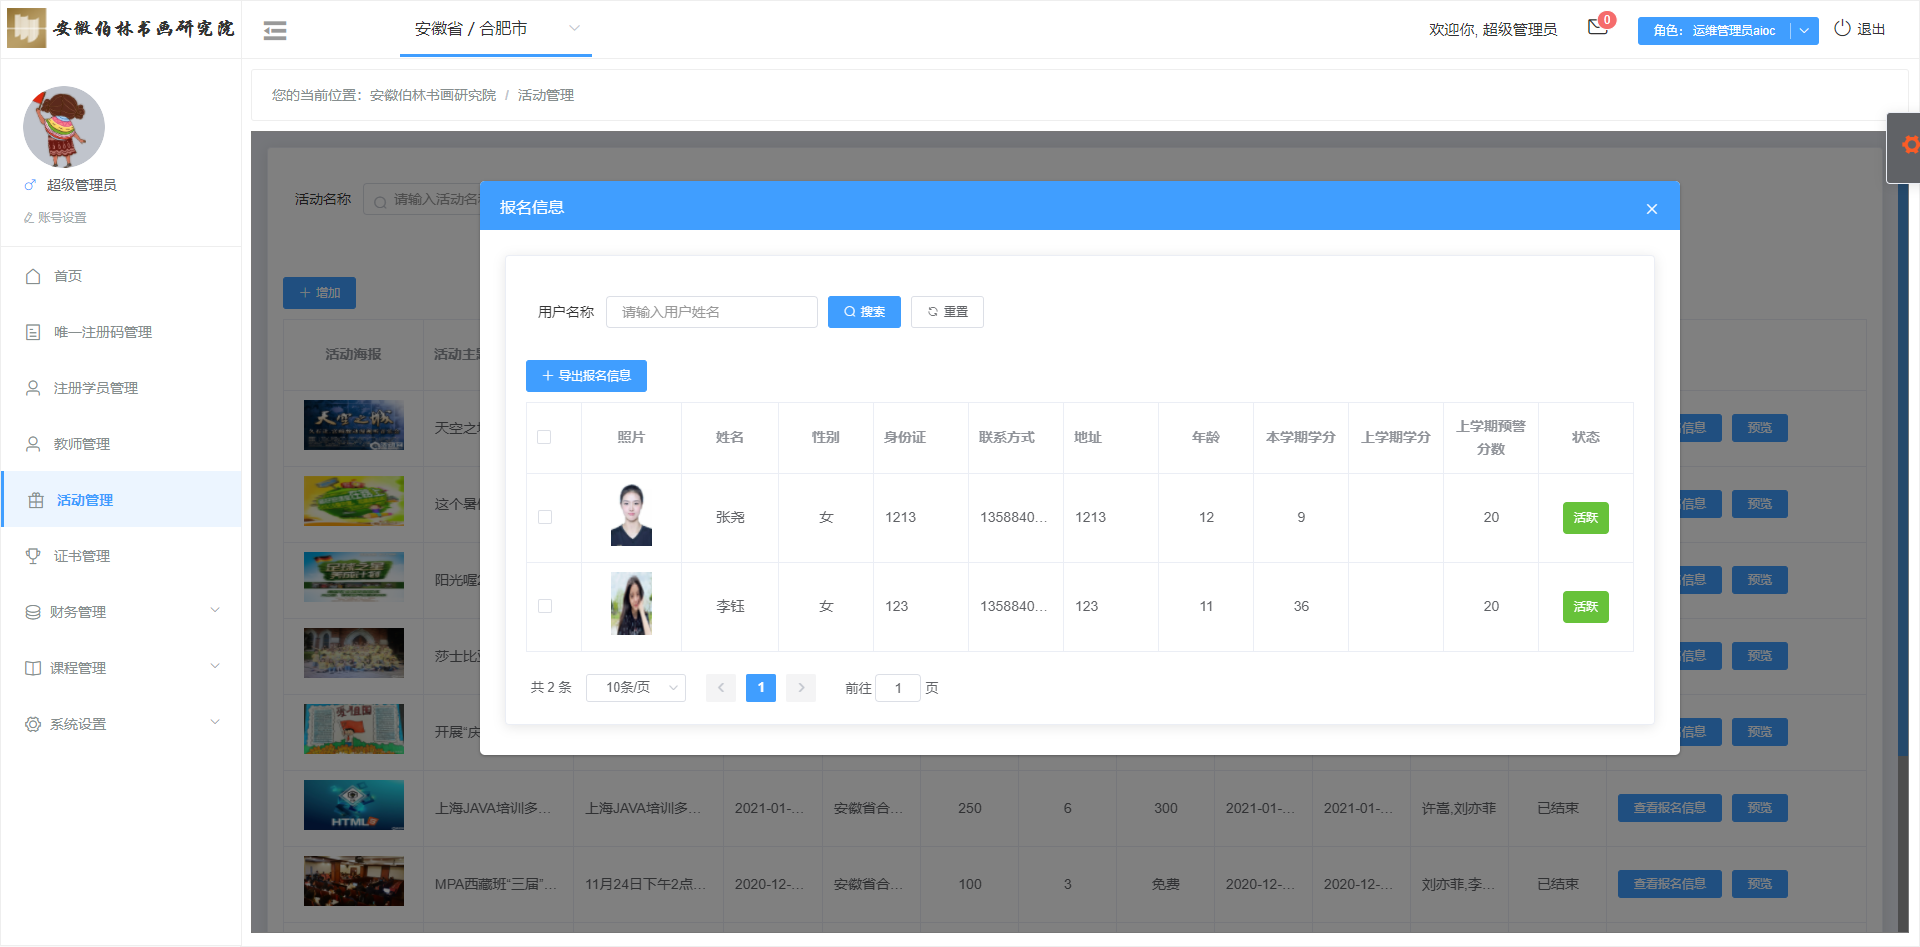 安徽伯林书画研究院
安徽省 / 合肥市
欢迎你, 超级管理员
0
角色： 运维管理员aioc
退出
您的当前位置：安徽伯林书画研究院 / 活动管理
超级管理员
账号设置
首页
唯一注册码管理
注册学员管理
教师管理
活动管理
证书管理
财务管理
课程管理
系统设置
活动名称
请输入活动名
增加
活动海报 活动主
报名信息
用户名称 请输入用户姓名 搜索 重置
导出报名信息
照片 姓名 性别 身份证 联系方式 地址 年龄 本学期学分 上学期学分 上学期预警分数 状态
张尧 女 1213 1358840... 1213 12 9 20 活跃
李钰 女 123 1358840... 123 11 36 20 活跃
共 2 条 10条/页 1 前往 1 页
天空之 信息 预览
这个暑 信息 预览
阳光喔 信息 预览
莎士比 信息 预览
开展“庆 信息 预览
上海JAVA培训多... 上海JAVA培训多... 2021-01-... 安徽省合... 250 6 300 2021-01-... 2021-01-... 许嵩,刘亦菲 已结束 查看报名信息 预览
MPA西藏班“三届”... 11月24日下午2点... 2020-12-... 安徽省合... 100 3 免费 2020-12-... 2020-12-... 刘亦菲,李... 已结束 查看报名信息 预览
天空之城
HTML